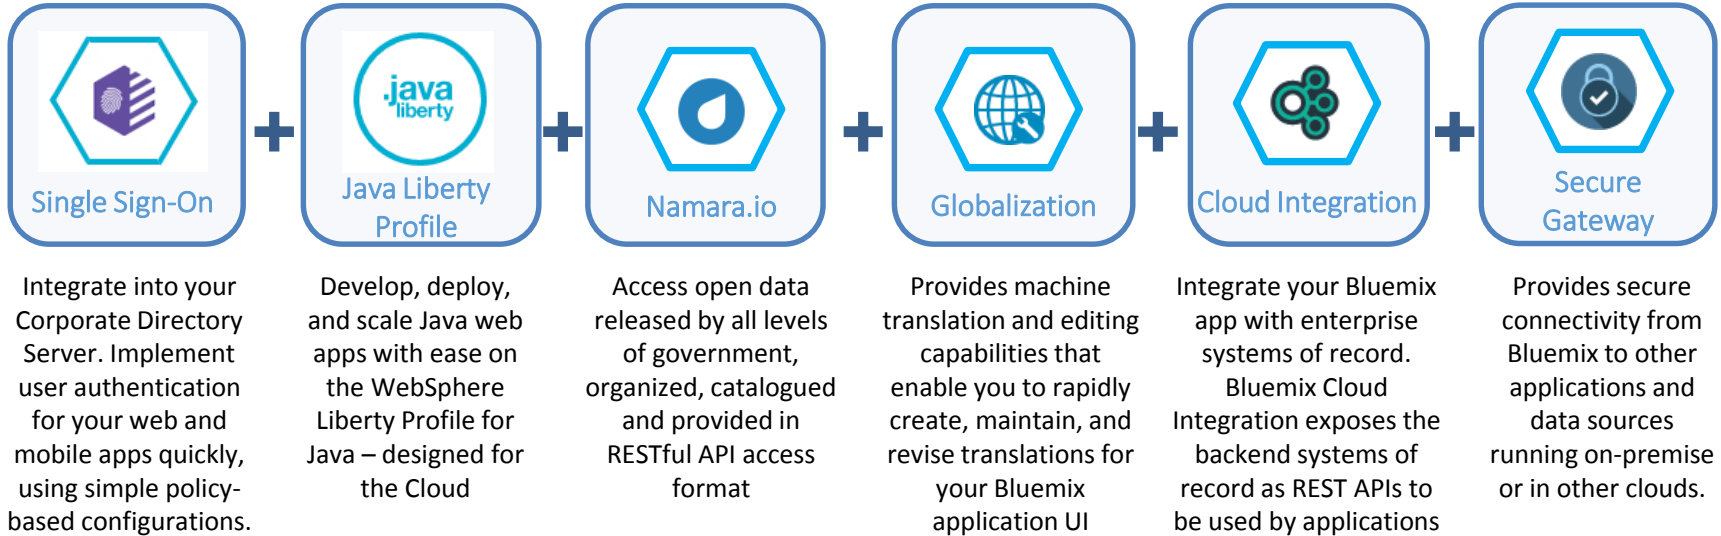 .java
liberty
Single Sign-On
Java Liberty
Profile
Namara.io
Globalization
Cloud Integration
Secure
Gateway
Integrate into your
Corporate Directory
Server. Implement
user authentication
for your web and
mobile apps quickly,
using simple policy-
based configurations.
Develop, deploy,
and scale Java web
apps with ease on
the WebSphere
Liberty Profile for
Java – designed for
the Cloud
Access open data
released by all levels
of government,
organized, catalogued
and provided in
RESTful API access
format
Provides machine
translation and editing
capabilities that
enable you to rapidly
create, maintain, and
revise translations for
your Bluemix
application UI
Integrate your Bluemix
app with enterprise
systems of record.
Bluemix Cloud
Integration exposes the
backend systems of
record as REST APIs to
be used by applications
Provides secure
connectivity from
Bluemix to other
applications and
data sources
running on-premise
or in other clouds.